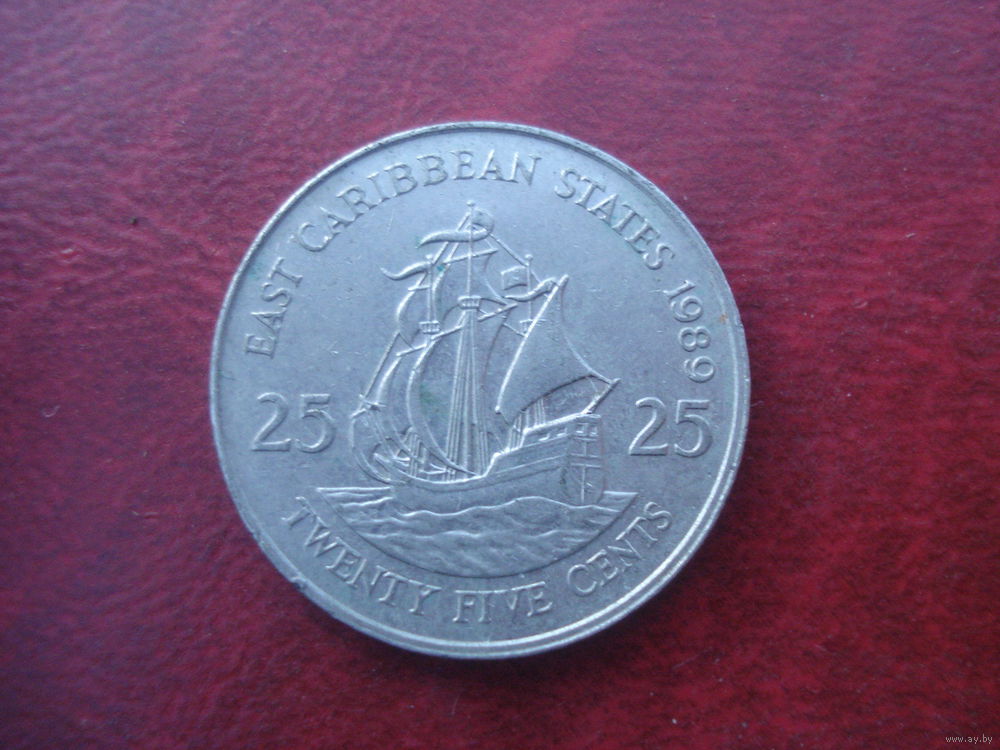 EAST CARIBBEAN STATES 1989
25 25
TWENTY FIVE CENTS
www.ay.by